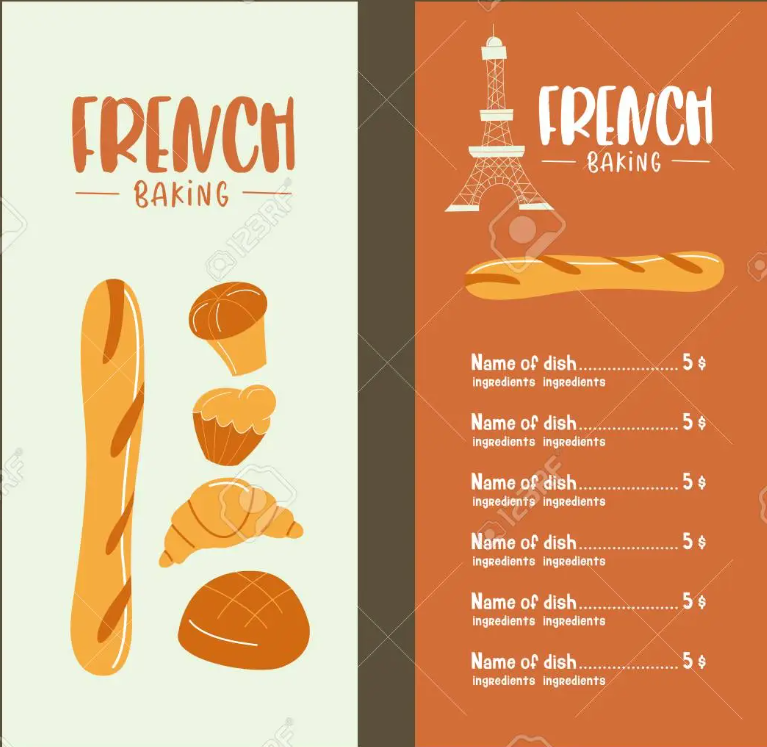 FRENCH
BAKING
FRENCH
BAKING
Name of dish.................... 5 $
ingredients ingredients
Name of dish.................... 5 $
ingredients ingredients
Name of dish.................... 5 $
ingredients ingredients
Name of dish.................... 5 $
ingredients ingredients
Name of dish.................... 5 $
ingredients ingredients
Name of dish.................... 5 $
ingredients ingredients
123RF
123RF
123RF